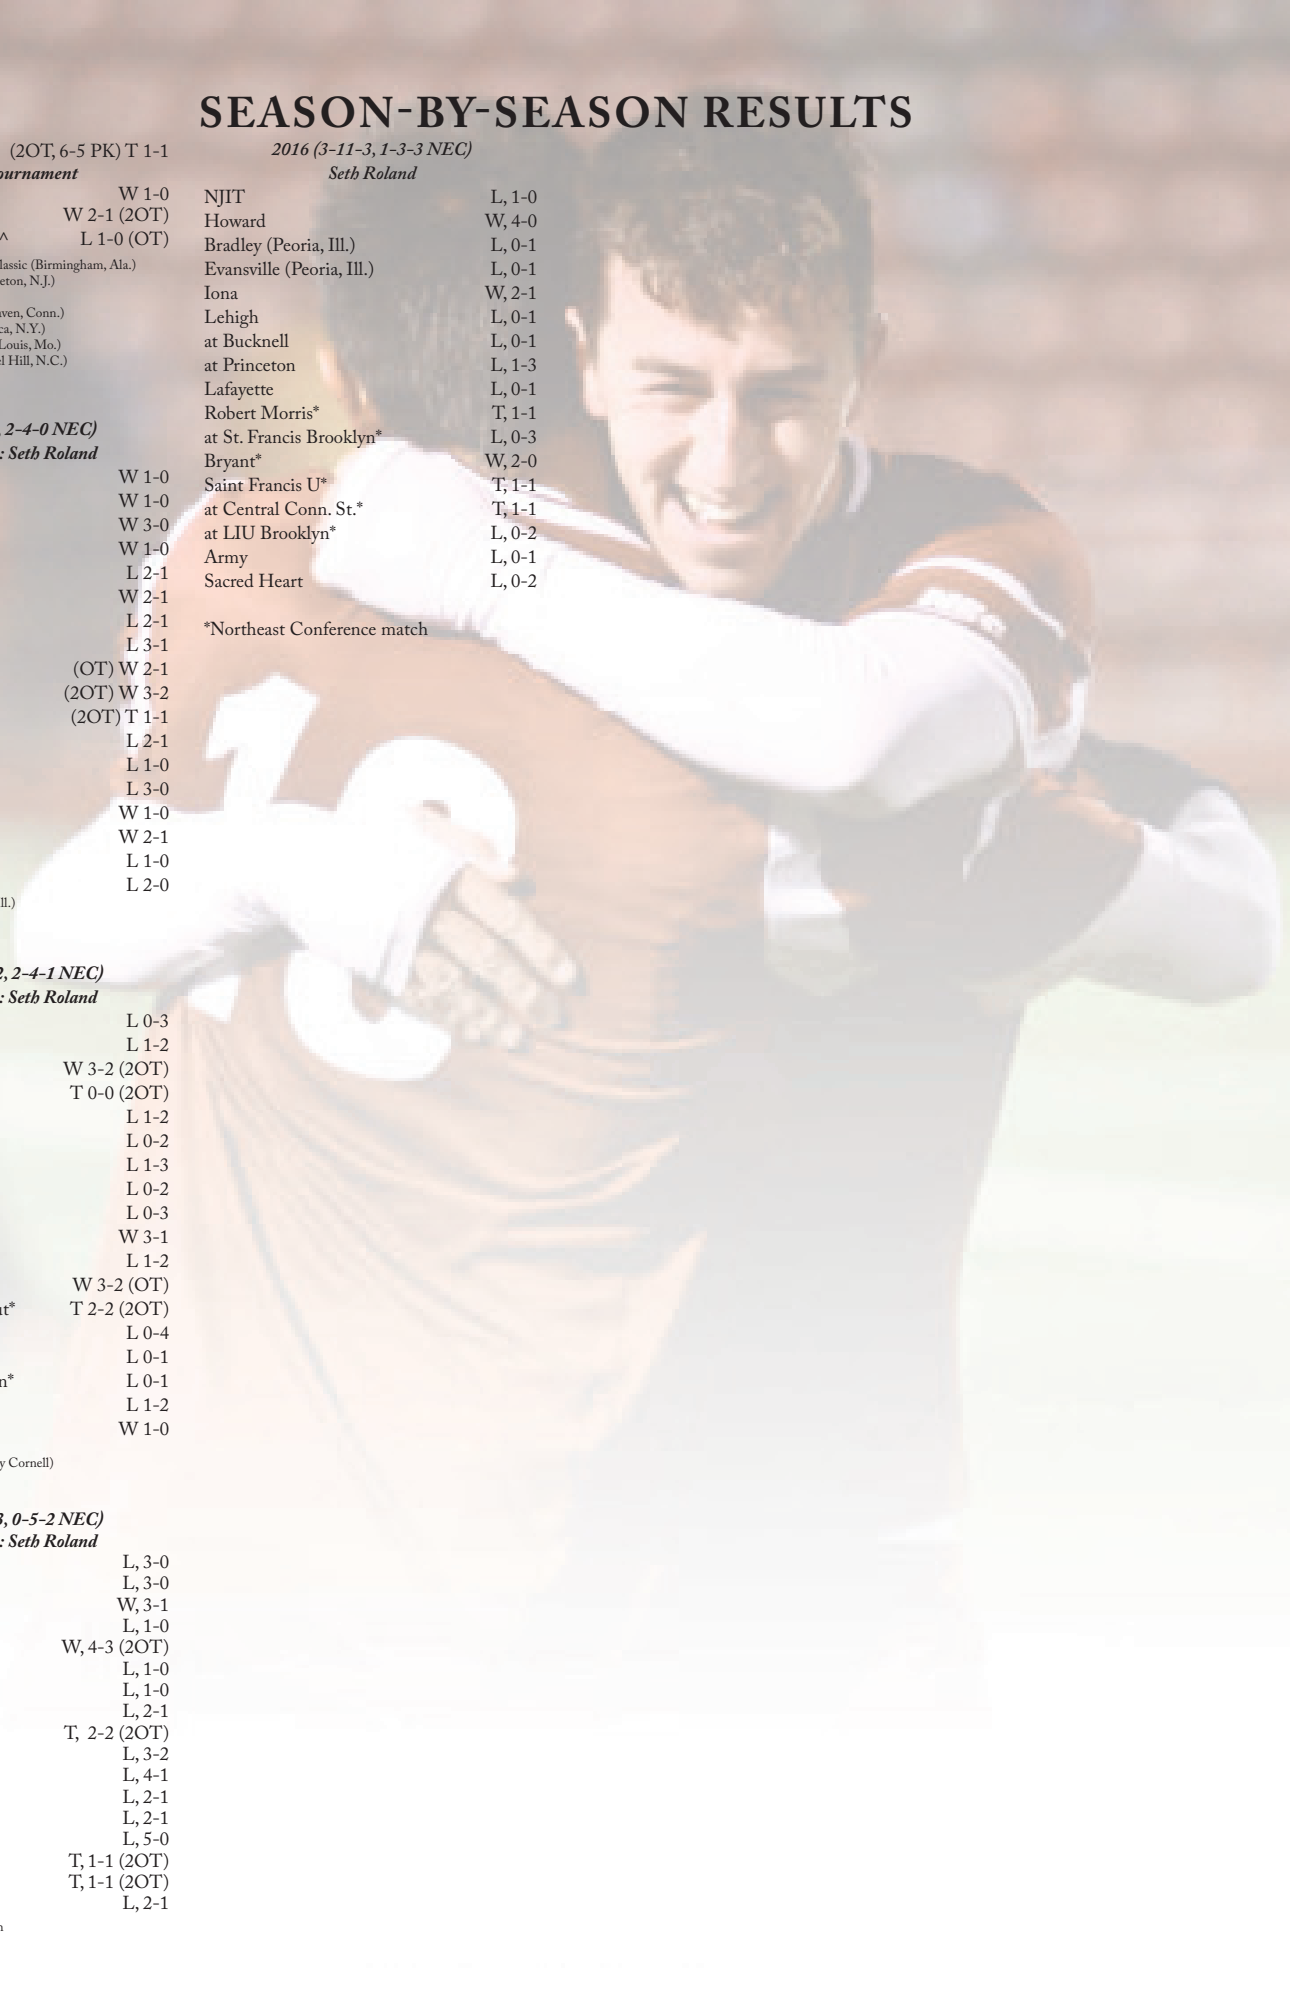 SEASON-BY-SEASON RESULTS
(2OT, 6-5 PK) T 1-1
ournament
W 1-0
W 2-1 (2OT)
^ L 1-0 (OT)
lassic (Birmingham, Ala.)
eton, N.J.)
aven, Conn.)
ca, N.Y.)
Louis, Mo.)
l Hill, N.C.)
, 2-4-0 NEC)
: Seth Roland
W 1-0
W 1-0
W 3-0
W 1-0
L 2-1
W 2-1
L 2-1
L 3-1
(OT) W 2-1
(2OT) W 3-2
(2OT) T 1-1
L 2-1
L 1-0
L 3-0
W 1-0
W 2-1
L 1-0
L 2-0
ll.)
2, 2-4-1 NEC)
: Seth Roland
L 0-3
L 1-2
W 3-2 (2OT)
T 0-0 (2OT)
L 1-2
L 0-2
L 1-3
L 0-2
L 0-3
W 3-1
L 1-2
W 3-2 (OT)
ut* T 2-2 (2OT)
L 0-4
L 0-1
n* L 0-1
L 1-2
W 1-0
y Cornell)
3, 0-5-2 NEC)
: Seth Roland
L, 3-0
L, 3-0
W, 3-1
L, 1-0
W, 4-3 (2OT)
L, 1-0
L, 1-0
L, 2-1
T, 2-2 (2OT)
L, 3-2
L, 4-1
L, 2-1
L, 2-1
L, 5-0
T, 1-1 (2OT)
T, 1-1 (2OT)
L, 2-1
2016 (3-11-3, 1-3-3 NEC)
Seth Roland
NJIT L, 1-0
Howard W, 4-0
Bradley (Peoria, Ill.) L, 0-1
Evansville (Peoria, Ill.) L, 0-1
Iona W, 2-1
Lehigh L, 0-1
at Bucknell L, 0-1
at Princeton L, 1-3
Lafayette L, 0-1
Robert Morris* T, 1-1
at St. Francis Brooklyn* L, 0-3
Bryant* W, 2-0
Saint Francis U* T, 1-1
at Central Conn. St.* T, 1-1
at LIU Brooklyn* L, 0-2
Army L, 0-1
Sacred Heart L, 0-2
*Northeast Conference match